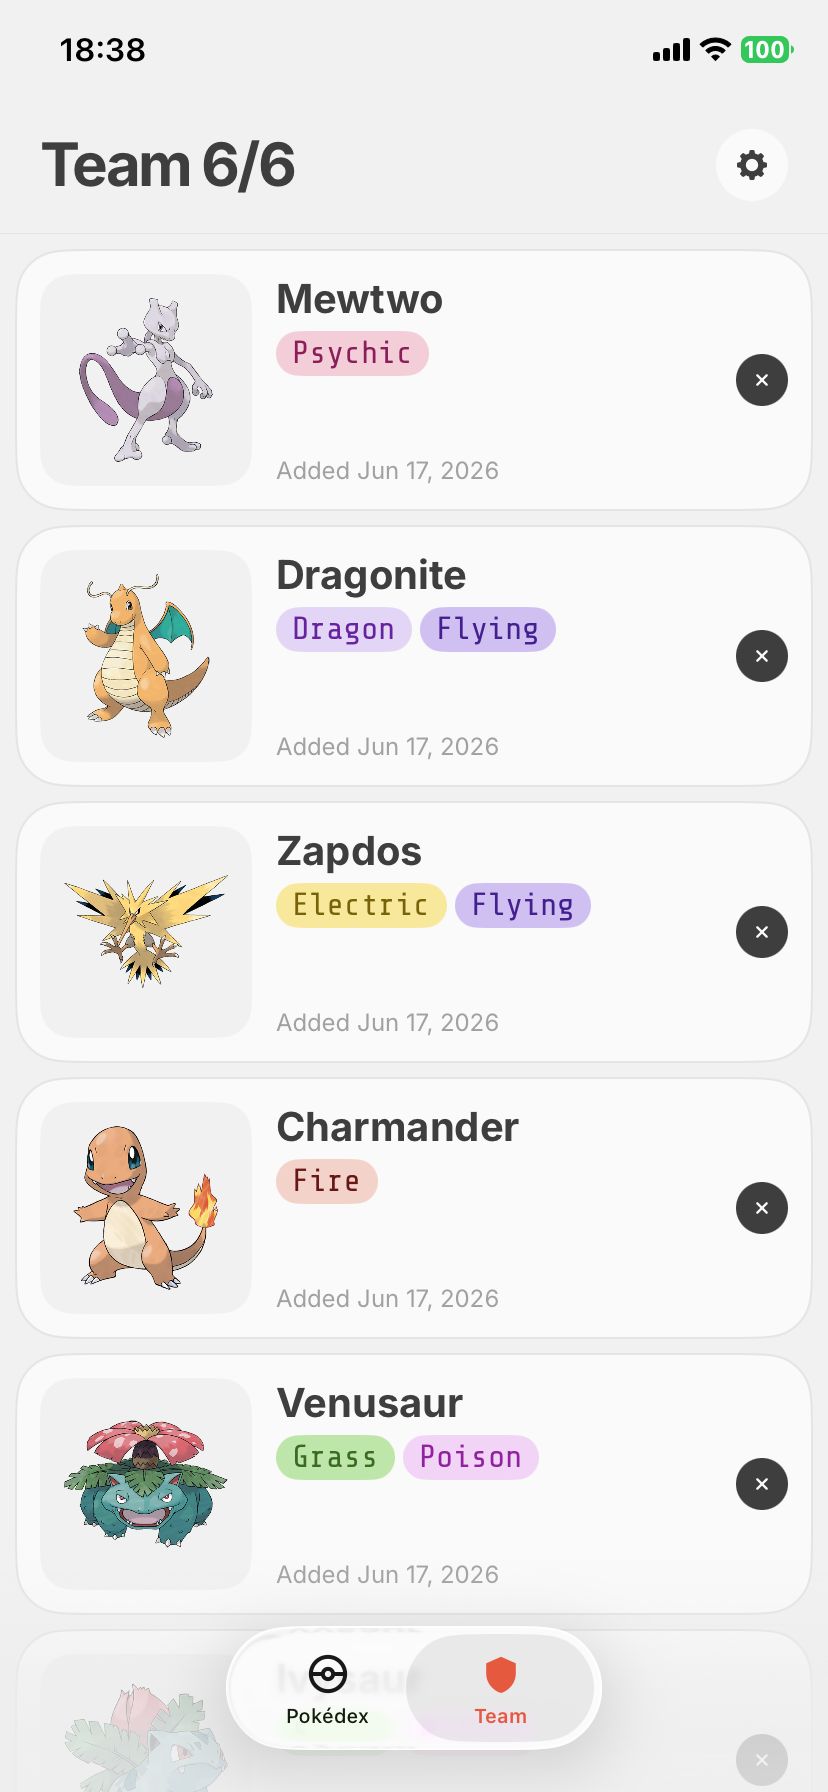 18:38
100
Team 6/6
Mewtwo
Psychic
Added Jun 17, 2026
Dragonite
Dragon Flying
Added Jun 17, 2026
Zapdos
Electric Flying
Added Jun 17, 2026
Charmander
Fire
Added Jun 17, 2026
Venusaur
Grass Poison
Added Jun 17, 2026
Ivysaur
Pokédex Team